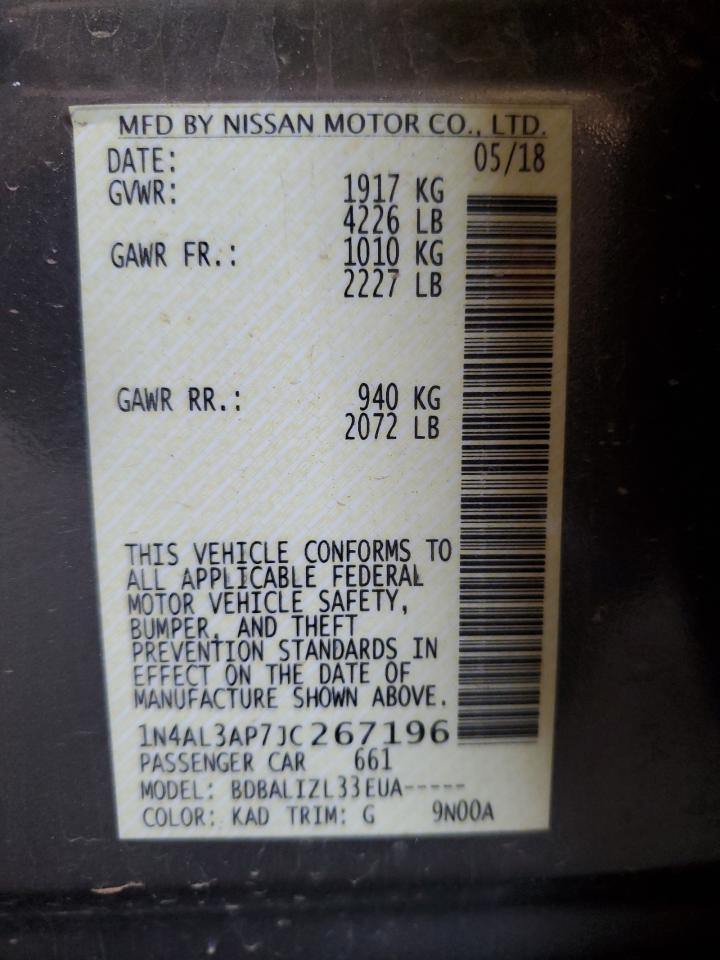 MFD BY NISSAN MOTOR CO., LTD.
DATE: 05/18
GVWR: 1917 KG
4226 LB
GAWR FR.: 1010 KG
2227 LB
GAWR RR.: 940 KG
2072 LB
THIS VEHICLE CONFORMS TO
ALL APPLICABLE FEDERAL
MOTOR VEHICLE SAFETY,
BUMPER, AND THEFT
PREVENTION STANDARDS IN
EFFECT ON THE DATE OF
MANUFACTURE SHOWN ABOVE.
1N4AL3AP7JC267196
PASSENGER CAR 661
MODEL: BDBALIZL33EUA-----
COLOR: KAD TRIM: G 9N00A